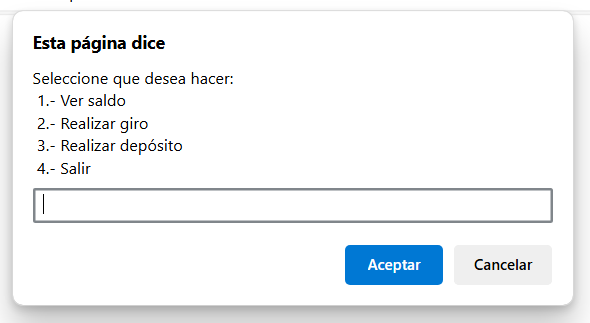 Esta página dice
Seleccione que desea hacer:
1.- Ver saldo
2.- Realizar giro
3.- Realizar depósito
4.- Salir
Aceptar
Cancelar